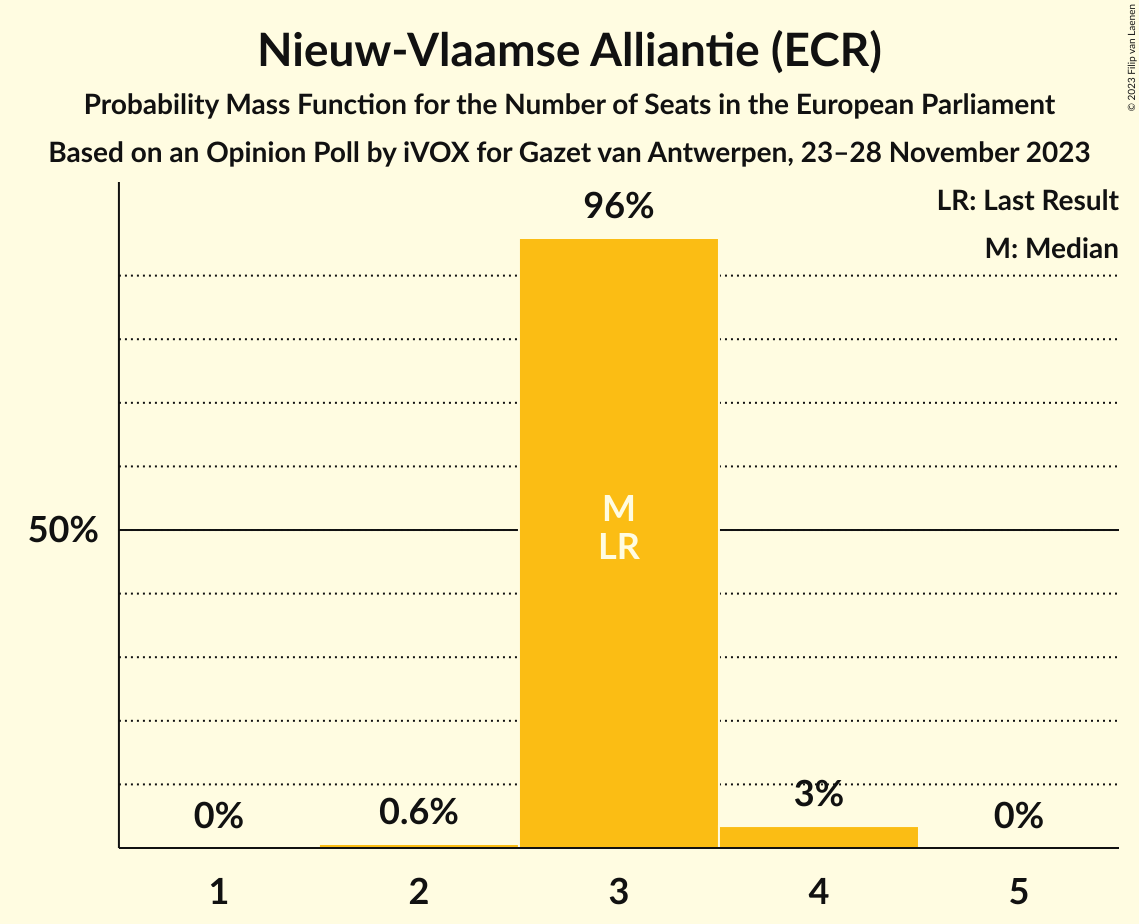 Nieuw-Vlaamse Alliantie (ECR)
Probability Mass Function for the Number of Seats in the European Parliament
Based on an Opinion Poll by iVOX for Gazet van Antwerpen, 23–28 November 2023
© 2023 Filip van Laenen
LR: Last Result
M: Median
96%
M
LR
50%
0%
0.6%
3%
0%
1
2
3
4
5